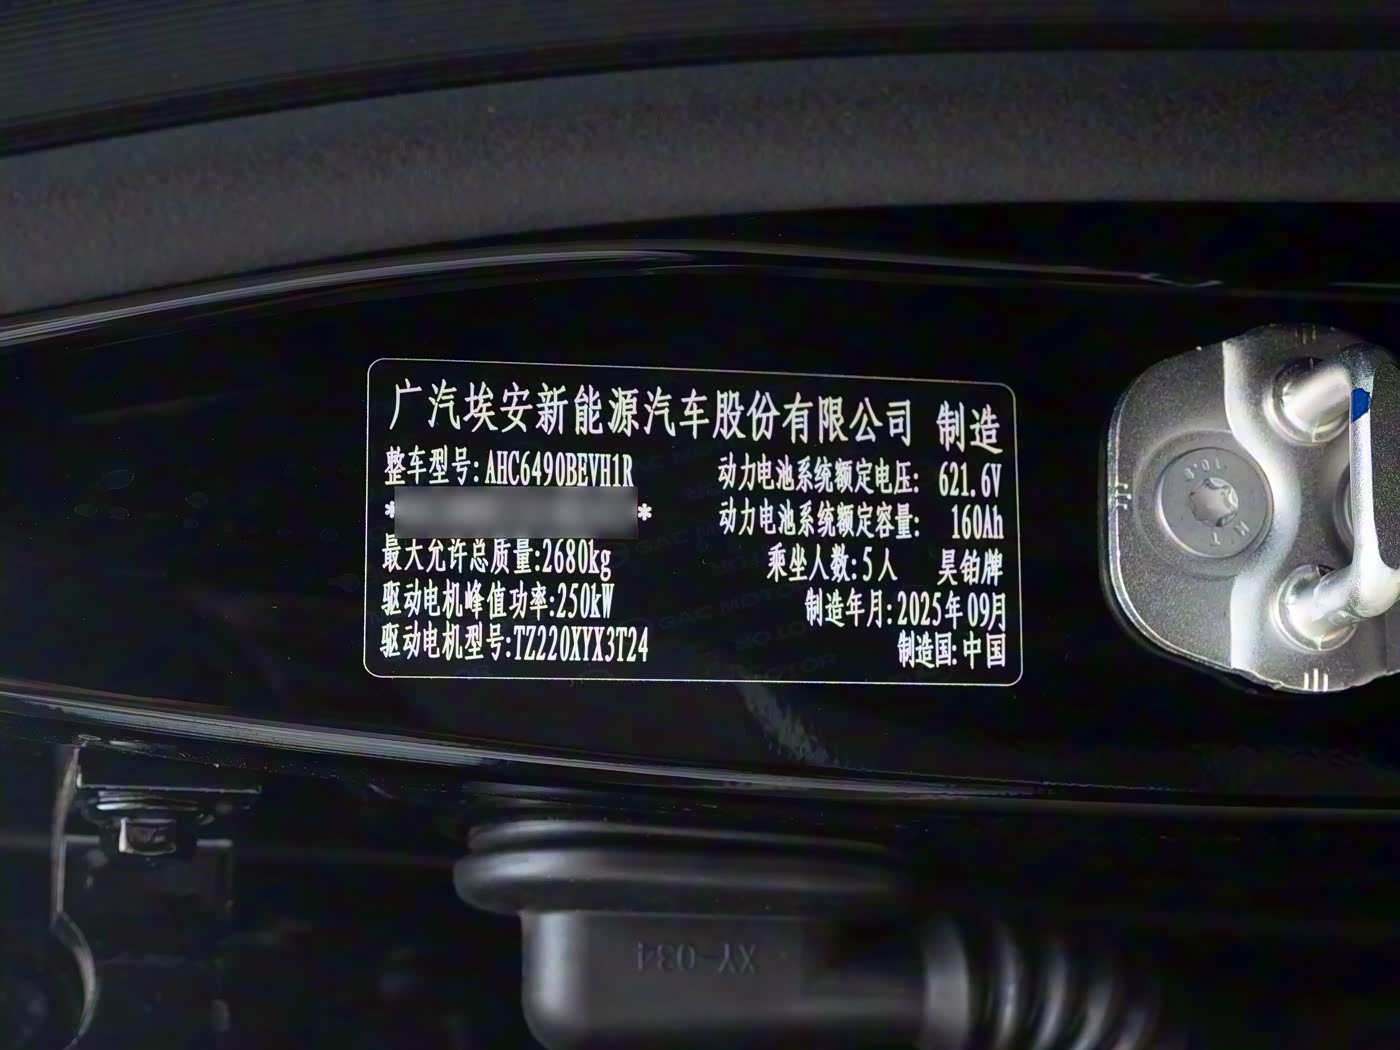 广汽埃安新能源汽车股份有限公司 制造
整车型号:AHC6490BEVH1R 动力电池系统额定电压: 621.6V
* * 动力电池系统额定容量: 160Ah
最大允许总质量:2680kg 乘坐人数:5人 昊铂牌
驱动电机峰值功率:250kW 制造年月:2025年09月
驱动电机型号:TZ220XYX3T24 制造国:中国
10.9
XY-034